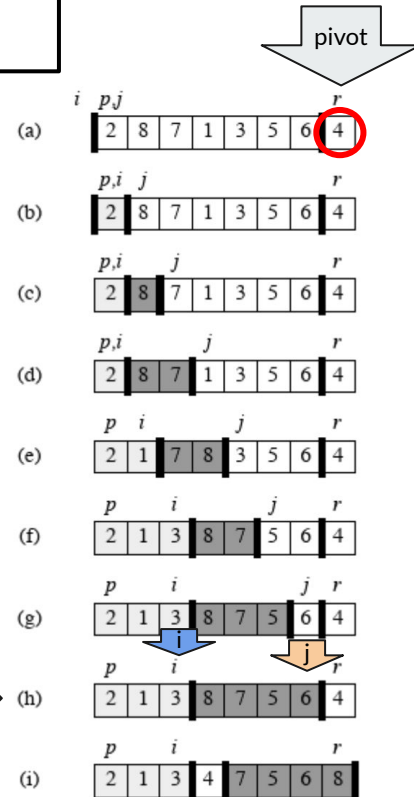 pivot
i p,j r
(a) 2 8 7 1 3 5 6 4
p,i j r
(b) 2 8 7 1 3 5 6 4
p,i j r
(c) 2 8 7 1 3 5 6 4
p,i j r
(d) 2 8 7 1 3 5 6 4
p i j r
(e) 2 1 7 8 3 5 6 4
p i j r
(f) 2 1 3 8 7 5 6 4
p i j r
(g) 2 1 3 8 7 5 6 4
i j
p i r
(h) 2 1 3 8 7 5 6 4
p i r
(i) 2 1 3 4 7 5 6 8